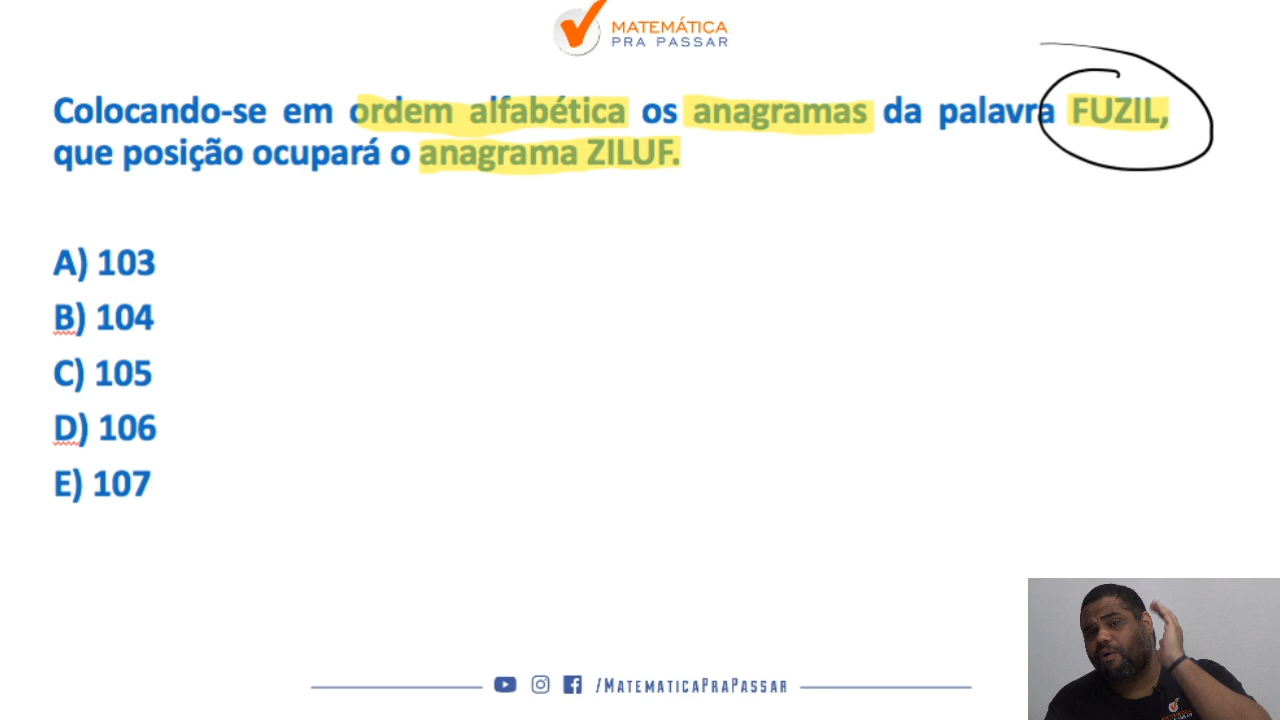 MATEMÁTICA
PRA PASSAR
Colocando-se em ordem alfabética os anagramas da palavra FUZIL,
que posição ocupará o anagrama ZILUF.
A) 103
B) 104
C) 105
D) 106
E) 107
/MATEMATICAPRAPASSAR